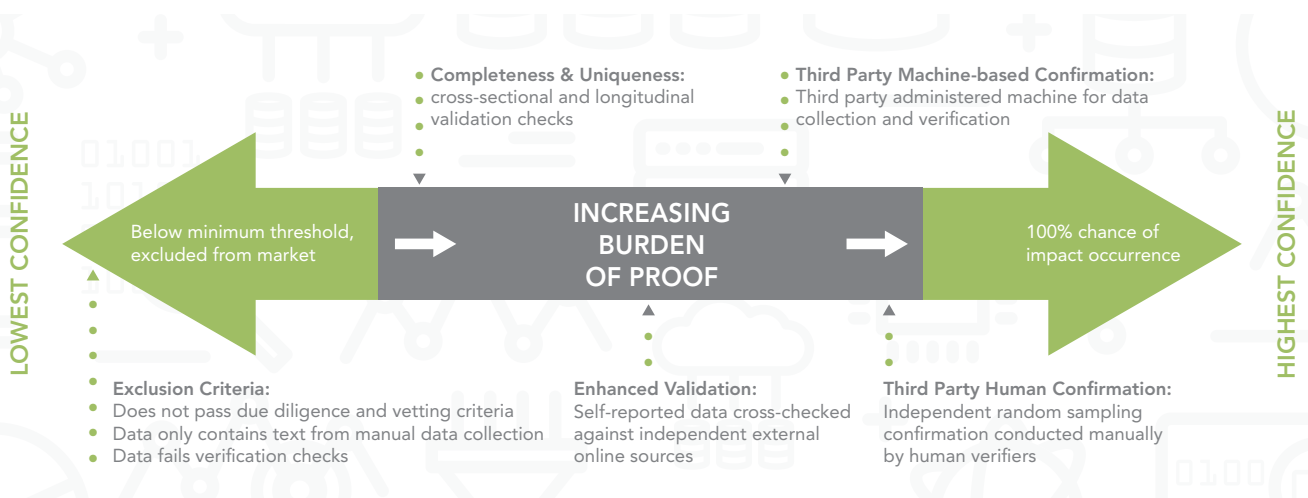 Completeness & Uniqueness:
cross-sectional and longitudinal
validation checks
Third Party Machine-based Confirmation:
Third party administered machine for data
collection and verification
LOWEST CONFIDENCE
Below minimum threshold,
excluded from market
INCREASING
BURDEN
OF PROOF
100% chance of
impact occurrence
HIGHEST CONFIDENCE
Exclusion Criteria:
Does not pass due diligence and vetting criteria
Data only contains text from manual data collection
Data fails verification checks
Enhanced Validation:
Self-reported data cross-checked
against independent external
online sources
Third Party Human Confirmation:
Independent random sampling
confirmation conducted manually
by human verifiers
01001
0100